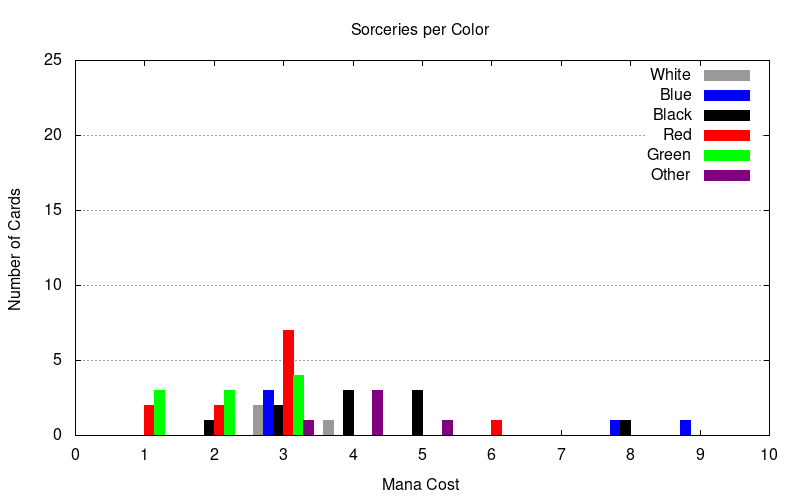 Sorceries per Color
25
20
15
10
5
0
Number of Cards
White
Blue
Black
Red
Green
Other
0 1 2 3 4 5 6 7 8 9 10
Mana Cost